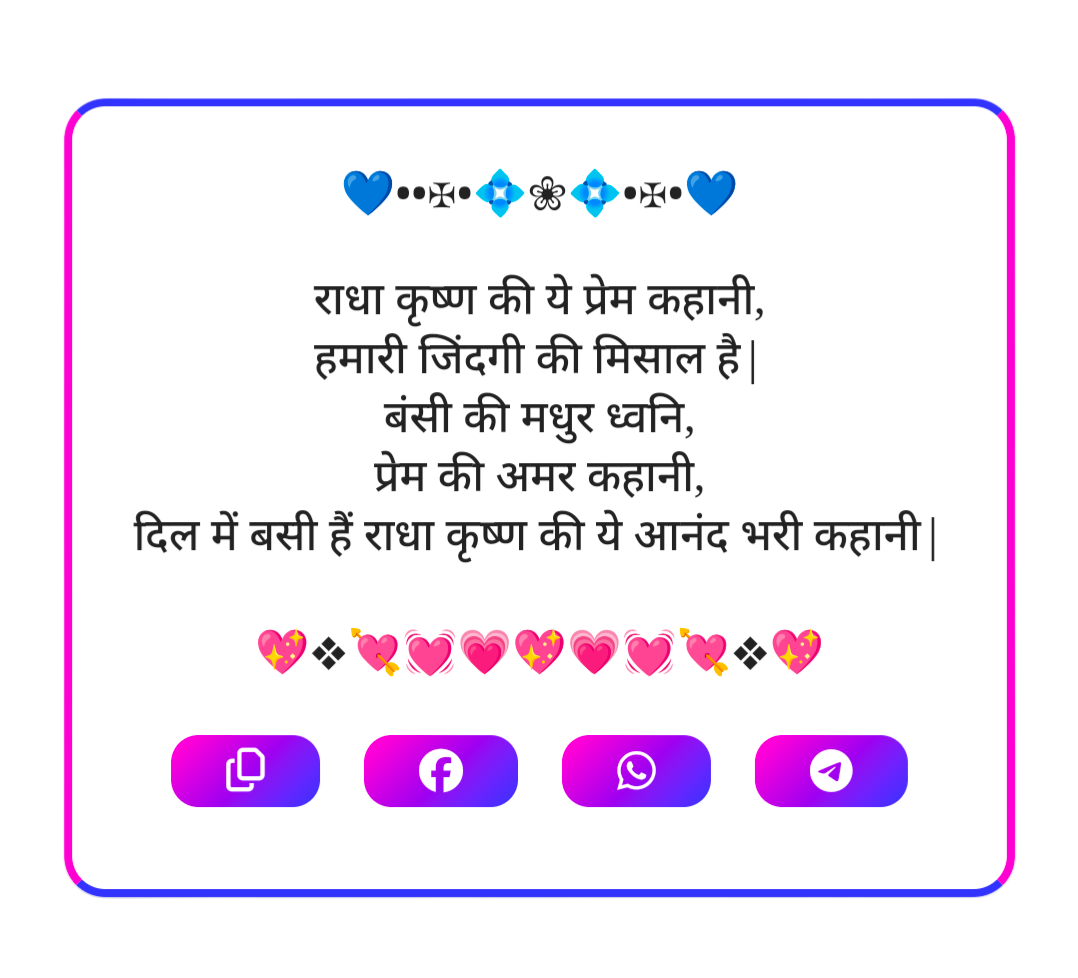 💙••✠•💠❀💠•✠•💙
राधा कृष्ण की ये प्रेम कहानी,
हमारी जिंदगी की मिसाल है|
बंसी की मधुर ध्वनि,
प्रेम की अमर कहानी,
दिल में बसी हैं राधा कृष्ण की ये आनंद भरी कहानी|
💖❖💘💓💗💖💗💓💘❖💖